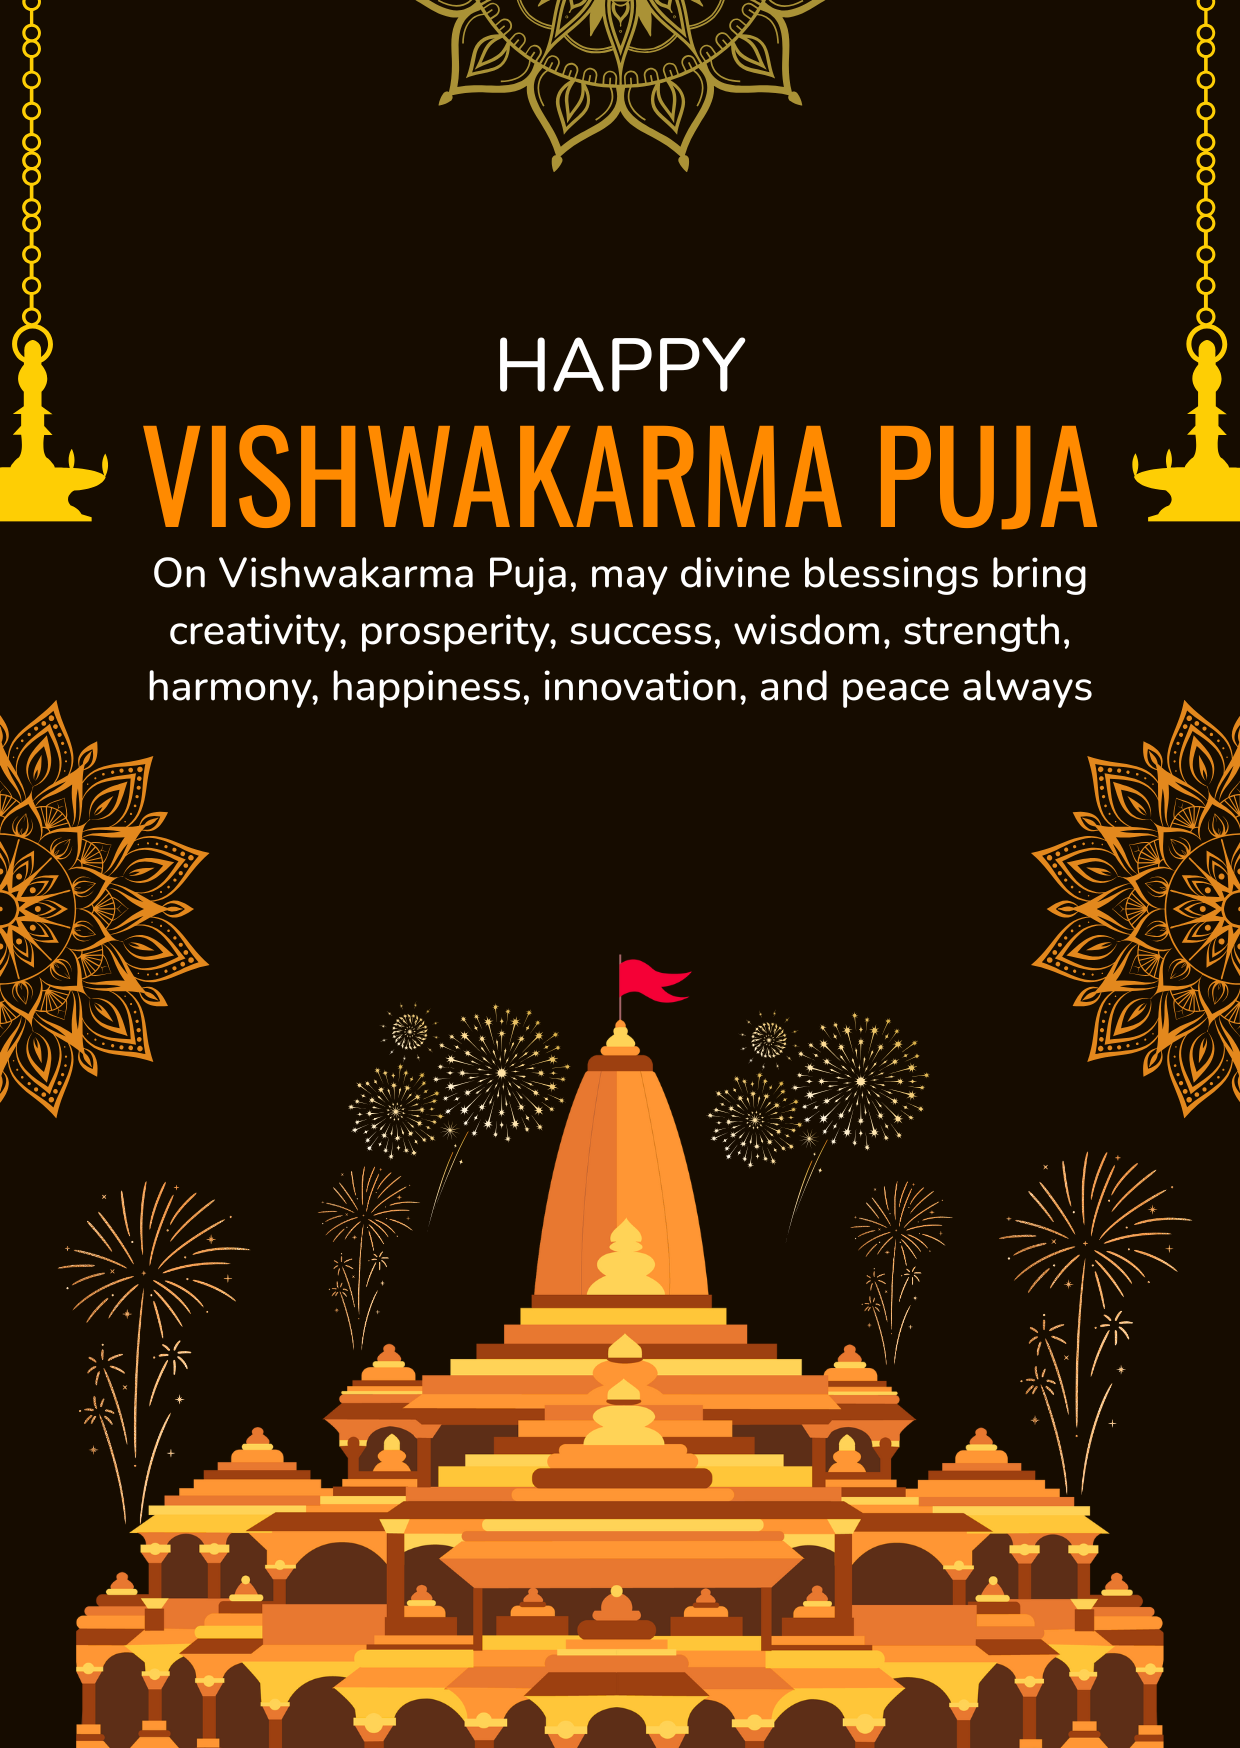 HAPPY
VISHWAKARMA PUJA
On Vishwakarma Puja, may divine blessings bring
creativity, prosperity, success, wisdom, strength,
harmony, happiness, innovation, and peace always